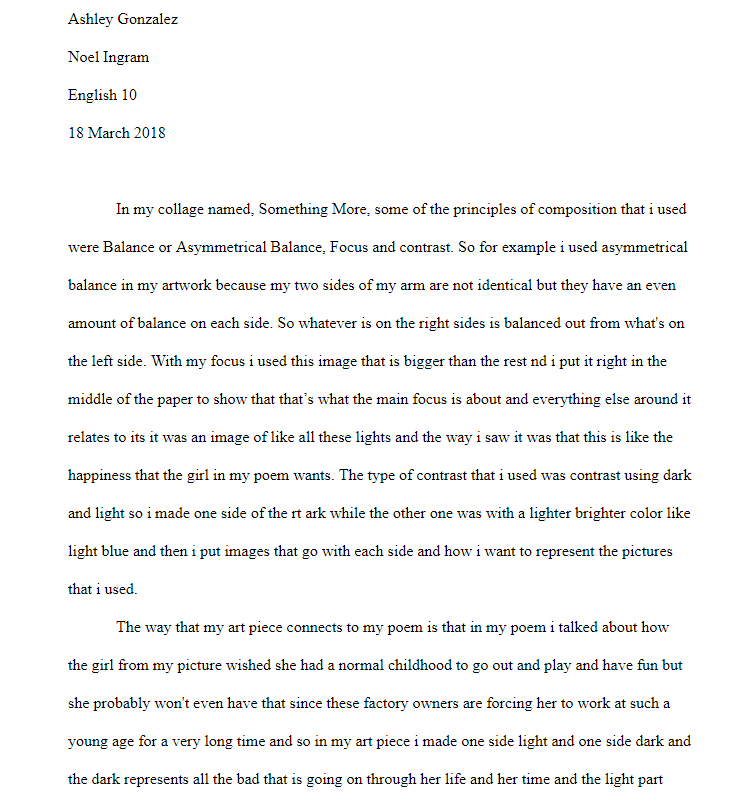 Ashley Gonzalez
Noel Ingram
English 10
18 March 2018
In my collage named, Something More, some of the principles of composition that i used
were Balance or Asymmetrical Balance, Focus and contrast. So for example i used asymmetrical
balance in my artwork because my two sides of my arm are not identical but they have an even
amount of balance on each side. So whatever is on the right sides is balanced out from what's on
the left side. With my focus i used this image that is bigger than the rest nd i put it right in the
middle of the paper to show that that's what the main focus is about and everything else around it
relates to its it was an image of like all these lights and the way i saw it was that this is like the
happiness that the girl in my poem wants. The type of contrast that i used was contrast using dark
and light so i made one side of the rt ark while the other one was with a lighter brighter color like
light blue and then i put images that go with each side and how i want to represent the pictures
that i used.
The way that my art piece connects to my poem is that in my poem i talked about how
the girl from my picture wished she had a normal childhood to go out and play and have fun but
she probably won't even have that since these factory owners are forcing her to work at such a
young age for a very long time and so in my art piece i made one side light and one side dark and
the dark represents all the bad that is going on through her life and her time and the light part